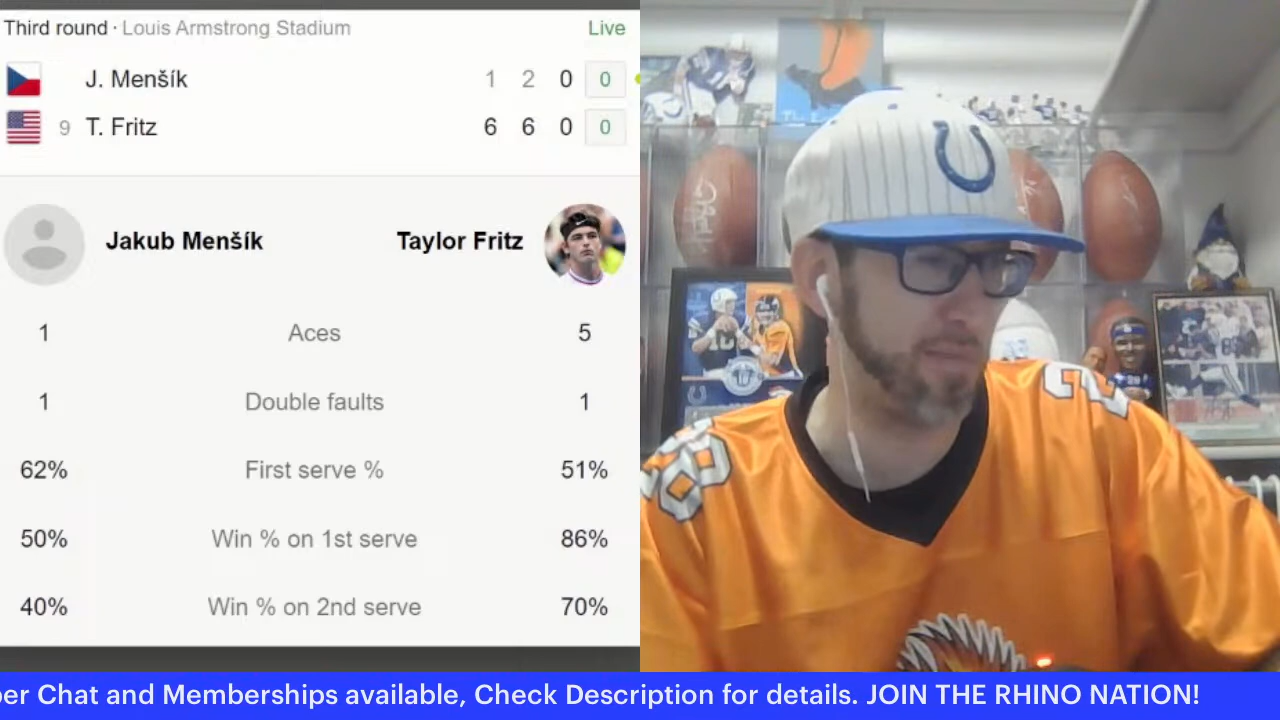 Third round · Louis Armstrong Stadium Live
J. Menšík 1 2 0 0
9 T. Fritz 6 6 0 0
Jakub Menšík Taylor Fritz
1 Aces 5
1 Double faults 1
62% First serve % 51%
50% Win % on 1st serve 86%
40% Win % on 2nd serve 70%
28
per Chat and Memberships available, Check Description for details. JOIN THE RHINO NATION!